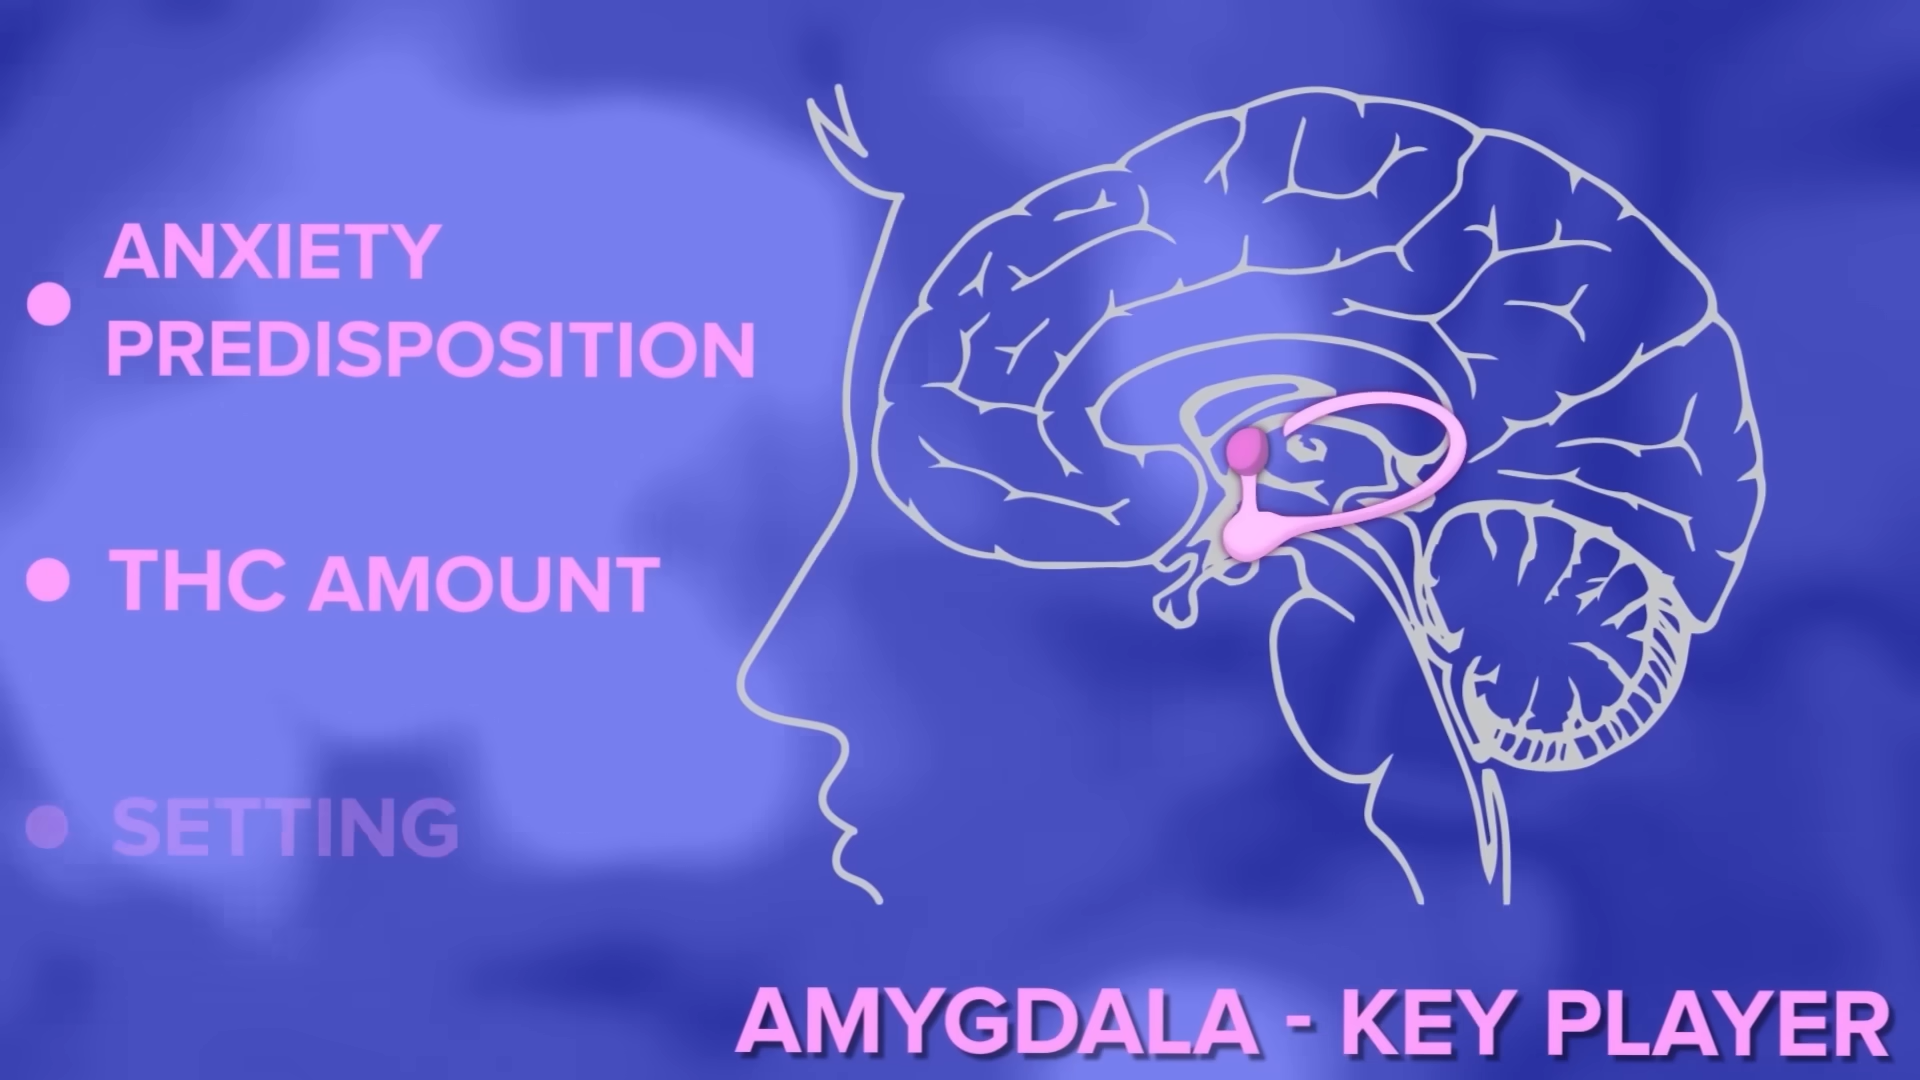 ANXIETY
PREDISPOSITION
THC AMOUNT
SETTING
AMYGDALA - KEY PLAYER